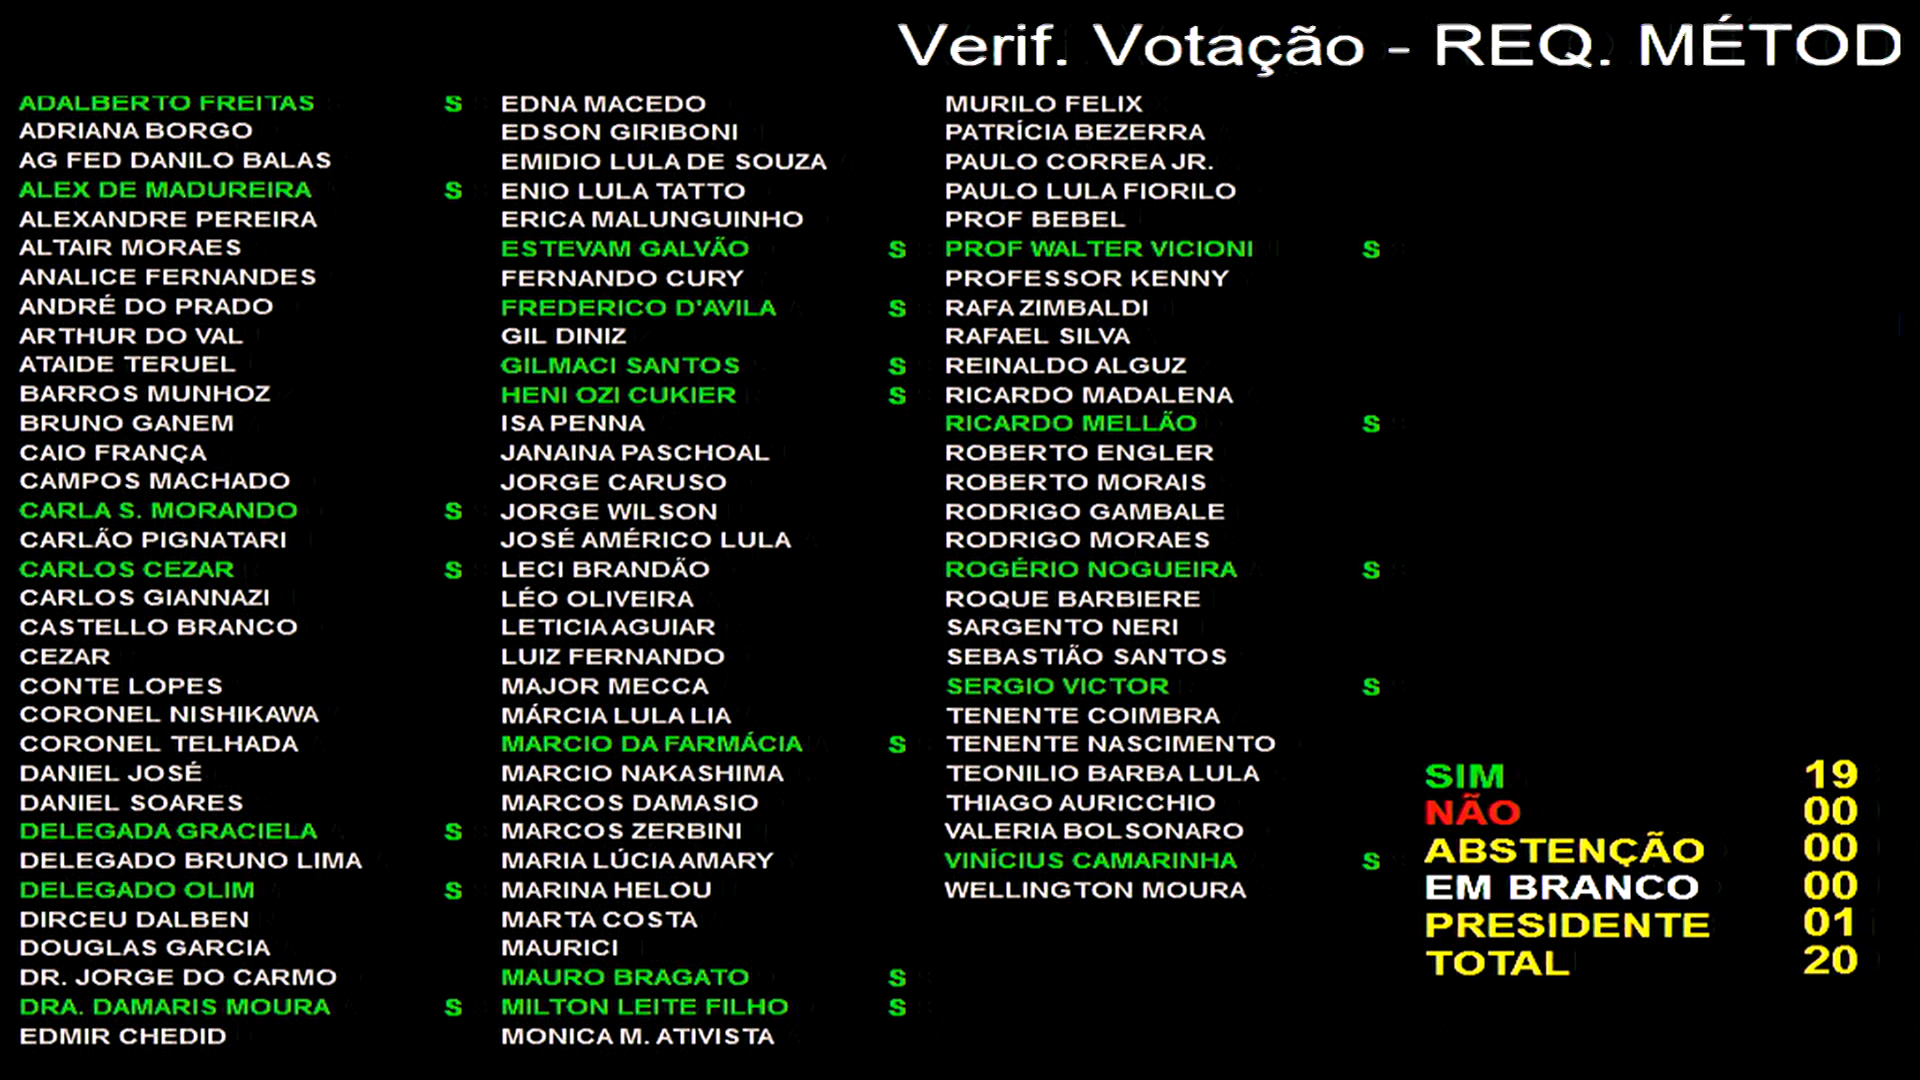 Verif. Votação - REQ. MÉTOD
ADALBERTO FREITAS S
ADRIANA BORGO
AG FED DANILO BALAS
ALEX DE MADUREIRA S
ALEXANDRE PEREIRA
ALTAIR MORAES
ANALICE FERNANDES
ANDRÉ DO PRADO
ARTHUR DO VAL
ATAIDE TERUEL
BARROS MUNHOZ
BRUNO GANEM
CAIO FRANÇA
CAMPOS MACHADO
CARLA S. MORANDO S
CARLÃO PIGNATARI
CARLOS CEZAR S
CARLOS GIANNAZI
CASTELLO BRANCO
CEZAR
CONTE LOPES
CORONEL NISHIKAWA
CORONEL TELHADA
DANIEL JOSÉ
DANIEL SOARES
DELEGADA GRACIELA S
DELEGADO BRUNO LIMA
DELEGADO OLIM S
DIRCEU DALBEN
DOUGLAS GARCIA
DR. JORGE DO CARMO
DRA. DAMARIS MOURA S
EDMIR CHEDID
EDNA MACEDO
EDSON GIRIBONI
EMIDIO LULA DE SOUZA
ENIO LULA TATTO
ERICA MALUNGUINHO
ESTEVAM GALVÃO S
FERNANDO CURY
FREDERICO D'AVILA S
GIL DINIZ
GILMACI SANTOS S
HENI OZI CUKIER S
ISA PENNA
JANAINA PASCHOAL
JORGE CARUSO
JORGE WILSON
JOSÉ AMÉRICO LULA
LECI BRANDÃO
LÉO OLIVEIRA
LETICIA AGUIAR
LUIZ FERNANDO
MAJOR MECCA
MÁRCIA LULA LIA
MARCIO DA FARMÁCIA S
MARCIO NAKASHIMA
MARCOS DAMASIO
MARCOS ZERBINI
MARIA LÚCIA AMARY
MARINA HELOU
MARTA COSTA
MAURICI
MAURO BRAGATO S
MILTON LEITE FILHO S
MONICA M. ATIVISTA
MURILO FELIX
PATRÍCIA BEZERRA
PAULO CORREA JR.
PAULO LULA FIORILO
PROF BEBEL
PROF WALTER VICIONI S
PROFESSOR KENNY
RAFA ZIMBALDI
RAFAEL SILVA
REINALDO ALGUZ
RICARDO MADALENA
RICARDO MELLÃO S
ROBERTO ENGLER
ROBERTO MORAIS
RODRIGO GAMBALE
RODRIGO MORAES
ROGÉRIO NOGUEIRA S
ROQUE BARBIERE
SARGENTO NERI
SEBASTIÃO SANTOS
SERGIO VICTOR S
TENENTE COIMBRA
TENENTE NASCIMENTO
TEONILIO BARBA LULA
THIAGO AURICCHIO
VALERIA BOLSONARO
VINÍCIUS CAMARINHA S
WELLINGTON MOURA
SIM 19
NÃO 00
ABSTENÇÃO 00
EM BRANCO 00
PRESIDENTE 01
TOTAL 20